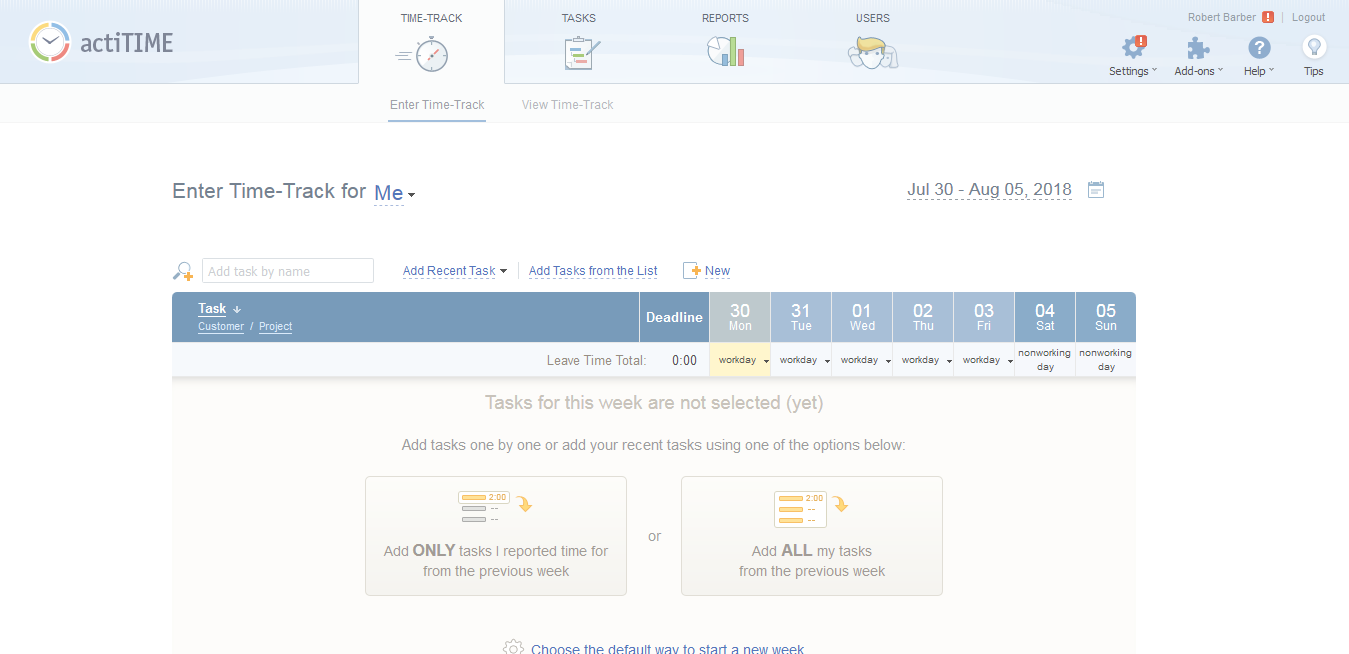 actiTIME
TIME-TRACK
TASKS
REPORTS
USERS
Robert Barber ! | Logout
Settings
Add-ons
Help
Tips
Enter Time-Track
View Time-Track
Enter Time-Track for Me
Jul 30 - Aug 05, 2018
Add task by name
Add Recent Task
Add Tasks from the List
New
Task ↓
Customer / Project
Deadline
30 Mon
31 Tue
01 Wed
02 Thu
03 Fri
04 Sat
05 Sun
Leave Time Total: 0:00
workday
workday
workday
workday
workday
nonworking day
nonworking day
Tasks for this week are not selected (yet)
Add tasks one by one or add your recent tasks using one of the options below:
2:00
--
--
Add ONLY tasks I reported time for
from the previous week
or
2:00
--
--
Add ALL my tasks
from the previous week
Choose the default way to start a new week